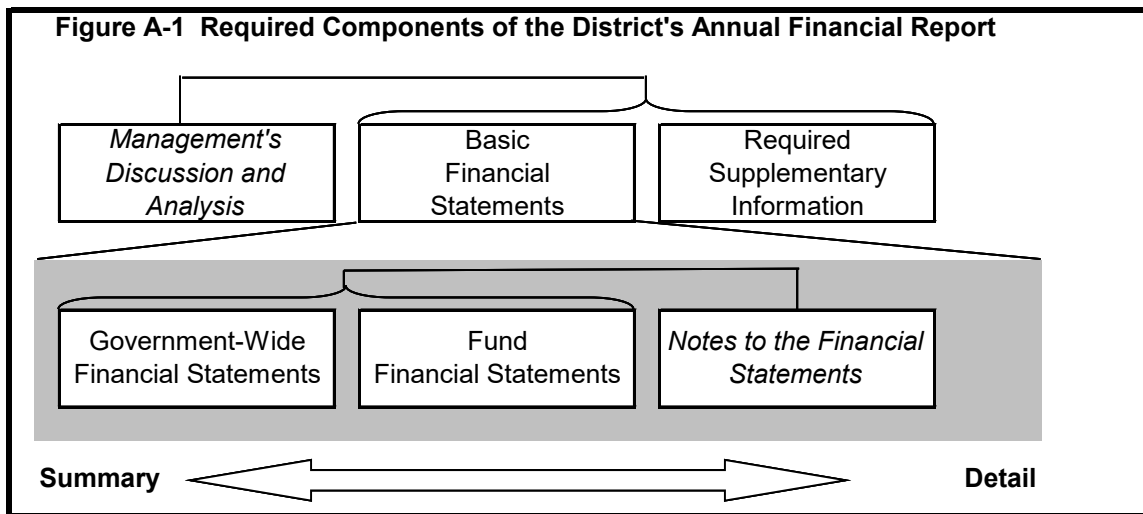 Figure A-1 Required Components of the District's Annual Financial Report
Management's
Discussion and
Analysis
Basic
Financial
Statements
Required
Supplementary
Information
Government-Wide
Financial Statements
Fund
Financial Statements
Notes to the Financial
Statements
Summary
Detail